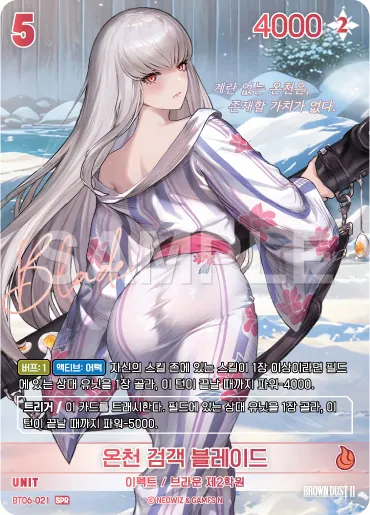 5
4000
2
계란 없는 온천은,
존재할 가치가 없다.
Blade
SAMPLE
버프:1 액티브: 어택 자신의 스킬 존에 있는 스킬이 1장 이상이라면 필드
에 있는 상대 유닛을 1장 골라, 이 턴이 끝날 때까지 파워-4000.
트리거 / 이 카드를 트래시한다. 필드에 있는 상대 유닛을 1장 골라, 이
턴이 끝날 때까지 파워-5000.
온천 검객 블레이드
UNIT
이펙트 / 브라운 제2학원
BT06-021 SPR
© NEOWIZ & GAMFS N
BROWN DUST II